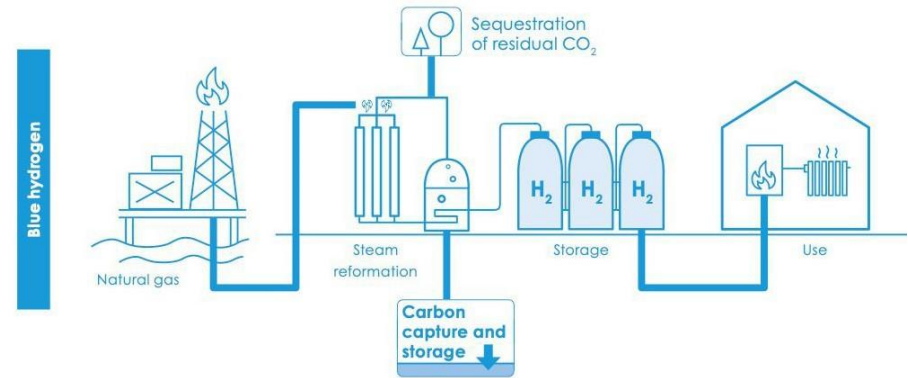 Blue hydrogen
Sequestration
of residual CO₂
Natural gas
Steam
reformation
H₂
H₂
H₂
Storage
Use
Carbon
capture and
storage